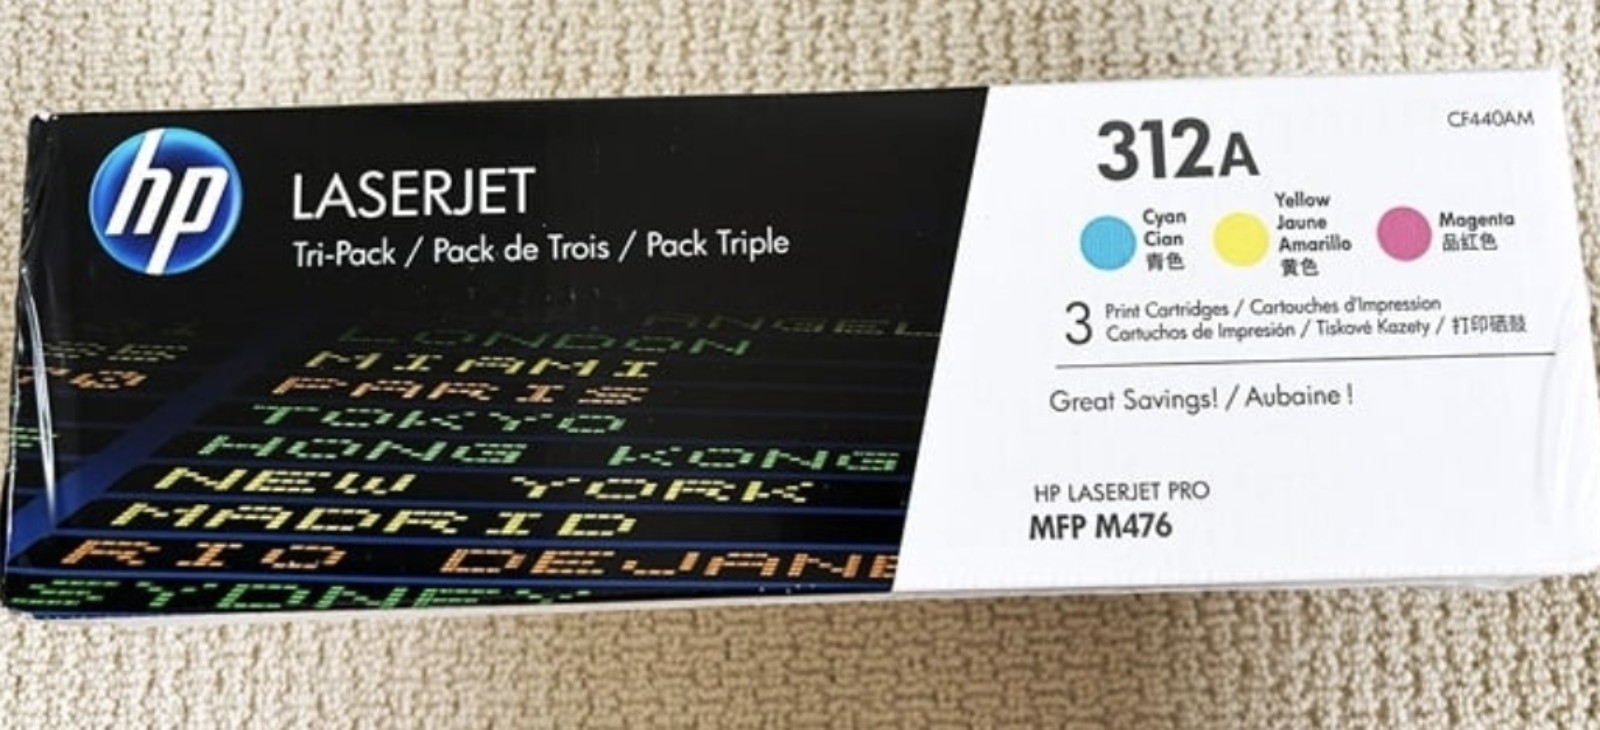 hp
LASERJET
Tri-Pack / Pack de Trois / Pack Triple
LONDON
MIAMI
PARIS
TOKYO
HONG KONG
NEW YORK
MADRID
RIO DEJANE
SYDNEY
312A
CF440AM
Cyan
Cian
青色
Yellow
Jaune
Amarillo
黄色
Magenta
品紅色
3 Print Cartridges / Cartouches d'Impression
Cartuchos de Impresión / Tiskové Kazety / 打印硒鼓
Great Savings! / Aubaine !
HP LASERJET PRO
MFP M476